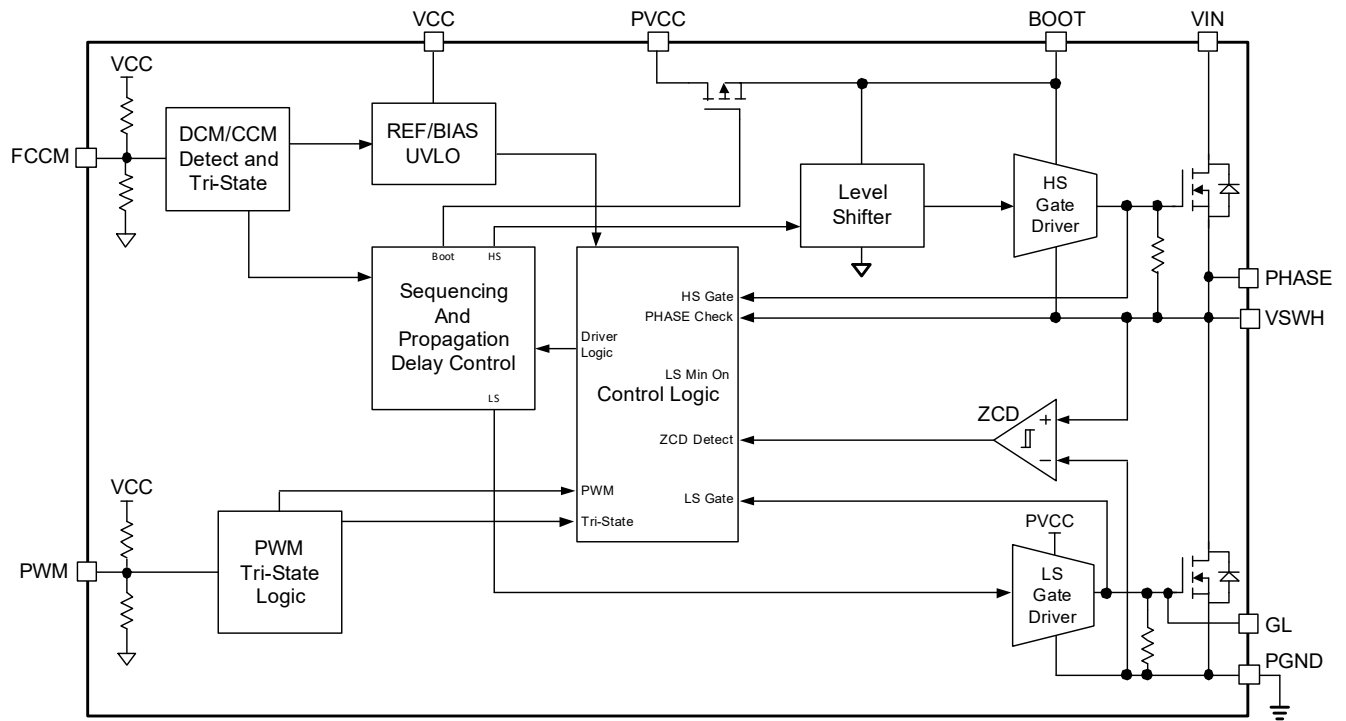 VCC
PVCC
BOOT
VIN
VCC
FCCM
DCM/CCM
Detect and
Tri-State
REF/BIAS
UVLO
Level
Shifter
HS
Gate
Driver
Boot
HS
Sequencing
And
Propagation
Delay Control
LS
HS Gate
PHASE Check
Driver
Logic
LS Min On
Control Logic
ZCD Detect
LS Gate
PWM
Tri-State
PHASE
VSWH
ZCD
+
−
VCC
PWM
PWM
Tri-State
Logic
PVCC
LS
Gate
Driver
GL
PGND